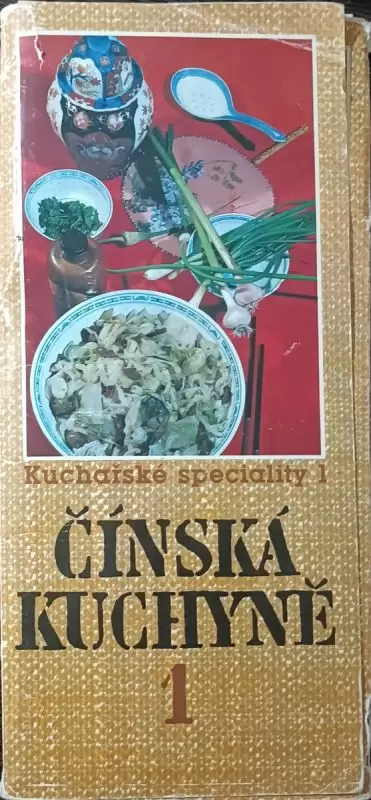 Kuchařské speciality 1
ČÍNSKÁ
KUCHYNĚ
1